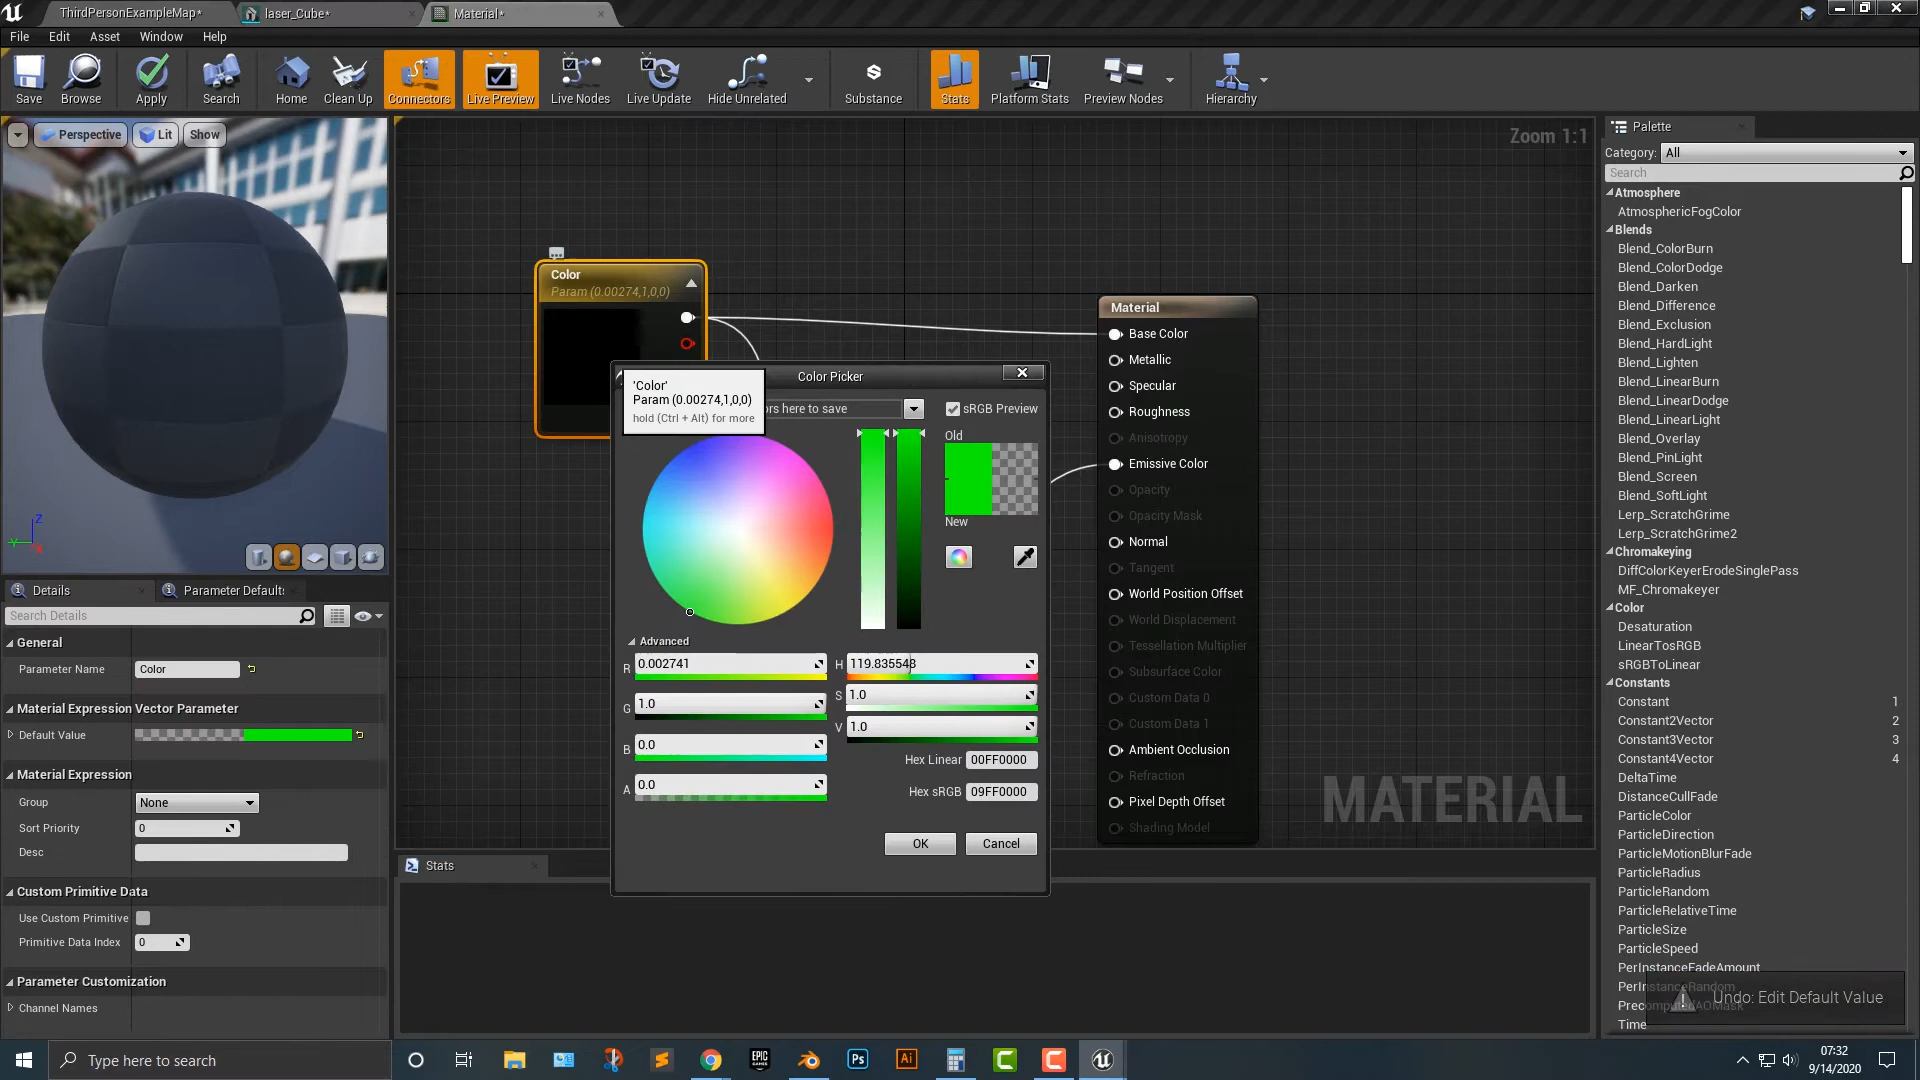 ThirdPersonExampleMap*
laser_Cube*
Material*
File
Edit
Asset
Window
Help
Save
Browse
Apply
Search
Home
Clean Up
Connectors
Live Preview
Live Nodes
Live Update
Hide Unrelated
Substance
Stats
Platform Stats
Preview Nodes
Hierarchy
Perspective
Lit
Show
Zoom 1:1
Z
Y
X
Color
Param (0.00274,1,0,0)
'Color'
Param (0.00274,1,0,0)
hold (Ctrl + Alt) for more
Color Picker
ors here to save
sRGB Preview
Old
New
Advanced
R 0.002741
G 1.0
B 0.0
A 0.0
H 119.835548
S 1.0
V 1.0
Hex Linear 00FF0000
Hex sRGB 09FF0000
OK
Cancel
Material
Base Color
Metallic
Specular
Roughness
Anisotropy
Emissive Color
Opacity
Opacity Mask
Normal
Tangent
World Position Offset
World Displacement
Tessellation Multiplier
Subsurface Color
Custom Data 0
Custom Data 1
Ambient Occlusion
Refraction
Pixel Depth Offset
Shading Model
MATERIAL
Stats
Details
Parameter Default
Search Details
General
Parameter Name Color
Material Expression Vector Parameter
Default Value
Material Expression
Group None
Sort Priority 0
Desc
Custom Primitive Data
Use Custom Primitive
Primitive Data Index 0
Parameter Customization
Channel Names
Palette
Category: All
Search
Atmosphere
AtmosphericFogColor
Blends
Blend_ColorBurn
Blend_ColorDodge
Blend_Darken
Blend_Difference
Blend_Exclusion
Blend_HardLight
Blend_Lighten
Blend_LinearBurn
Blend_LinearDodge
Blend_LinearLight
Blend_Overlay
Blend_PinLight
Blend_Screen
Blend_SoftLight
Lerp_ScratchGrime
Lerp_ScratchGrime2
Chromakeying
DiffColorKeyerErodeSinglePass
MF_Chromakeyer
Color
Desaturation
LinearTosRGB
sRGBToLinear
Constants
Constant 1
Constant2Vector 2
Constant3Vector 3
Constant4Vector 4
DeltaTime
DistanceCullFade
ParticleColor
ParticleDirection
ParticleMotionBlurFade
ParticleRadius
ParticleRandom
ParticleRelativeTime
ParticleSize
ParticleSpeed
PerInstanceFadeAmount
PerInstanceRandom
PrecomputedAOMask
Time
Undo: Edit Default Value
Type here to search
EPIC GAMES
Ps
Ai
07:32
9/14/2020